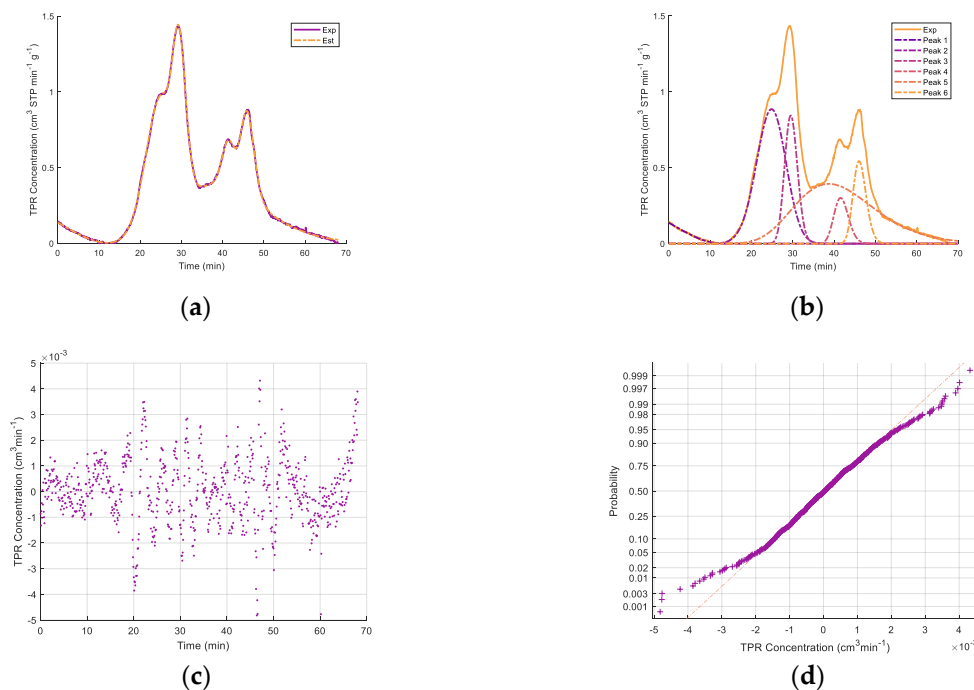 1.5
1
0.5
0
TPR Concentration (cm³ STP min⁻¹ g⁻¹)
0 10 20 30 40 50 60 70
Time (min)
Exp
Est
(a)
1.5
1
0.5
0
TPR Concentration (cm³ STP min⁻¹ g⁻¹)
0 10 20 30 40 50 60 70
Time (min)
Exp
Peak 1
Peak 2
Peak 3
Peak 4
Peak 5
Peak 6
(b)
×10⁻³
5
4
3
2
1
0
-1
-2
-3
-4
-5
TPR Concentration (cm³min⁻¹)
0 10 20 30 40 50 60 70
Time (min)
(c)
0.999
0.997
0.99
0.98
0.95
0.90
0.75
0.50
0.25
0.10
0.05
0.02
0.01
0.003
0.001
Probability
-5 -4 -3 -2 -1 0 1 2 3 4
TPR Concentration (cm³min⁻¹)
(d)